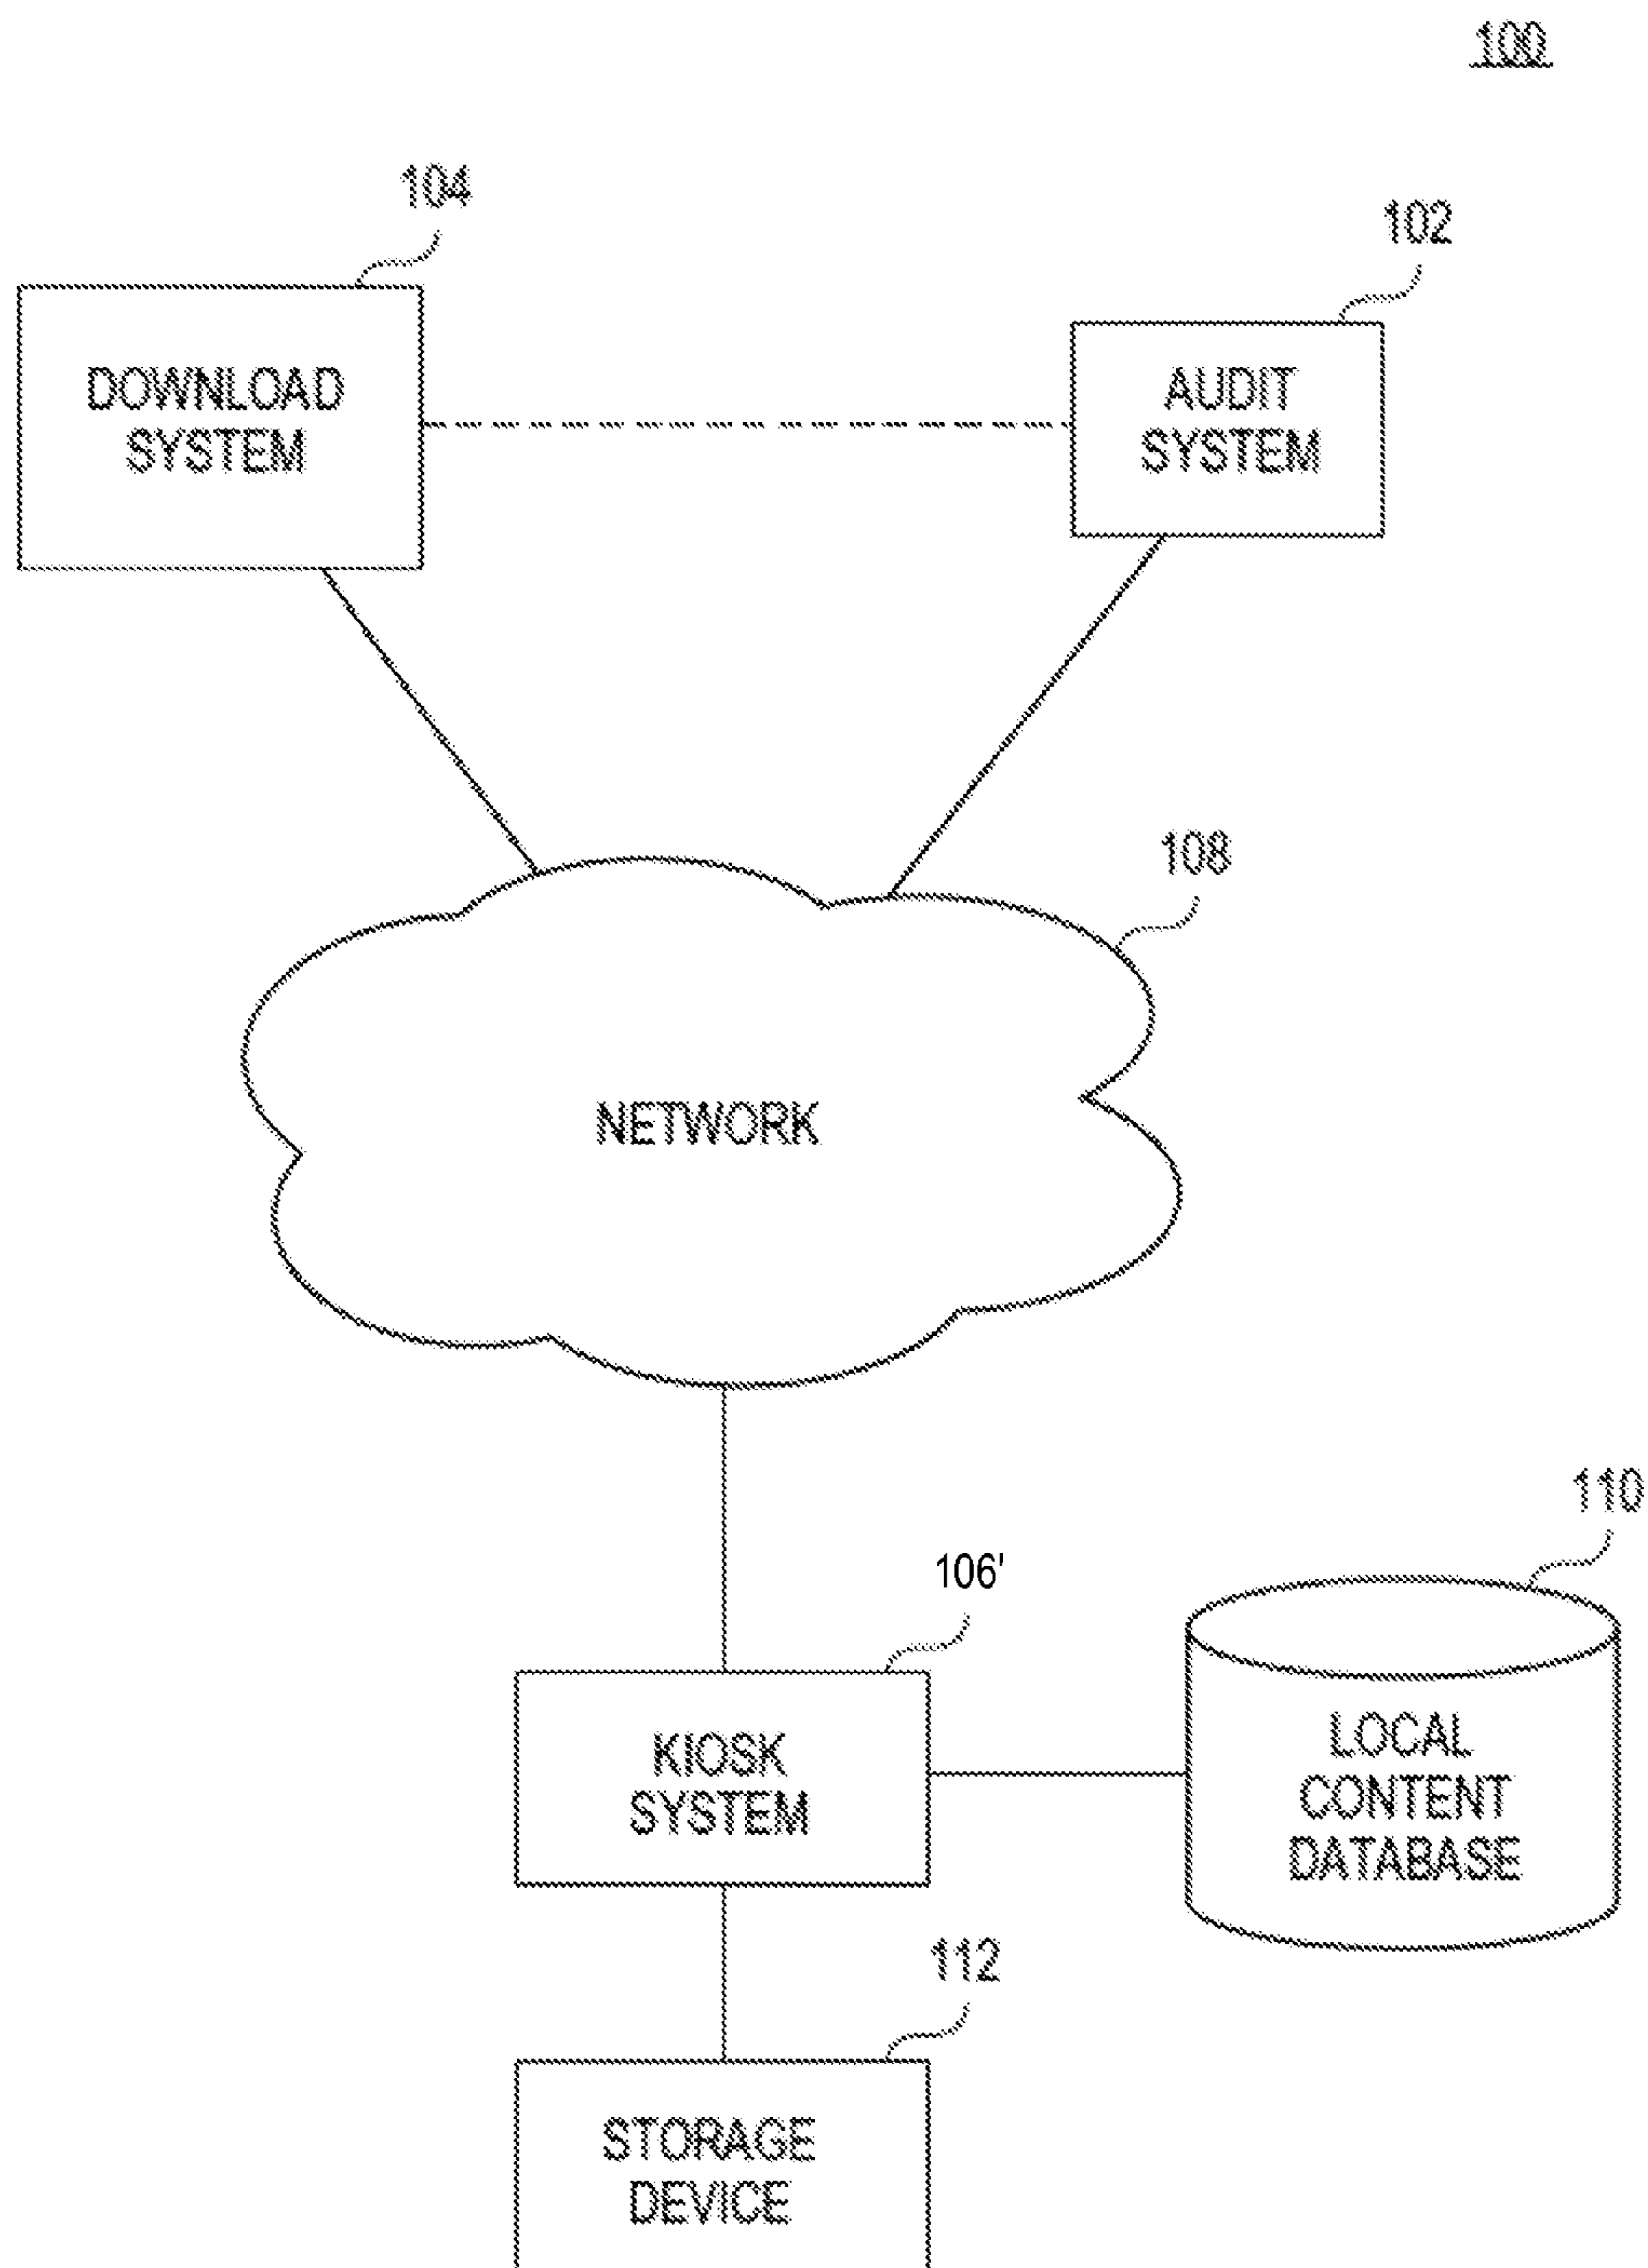 100
104
102
DOWNLOAD
SYSTEM
AUDIT
SYSTEM
108
NETWORK
110
106'
KIOSK
SYSTEM
LOCAL
CONTENT
DATABASE
112
STORAGE
DEVICE